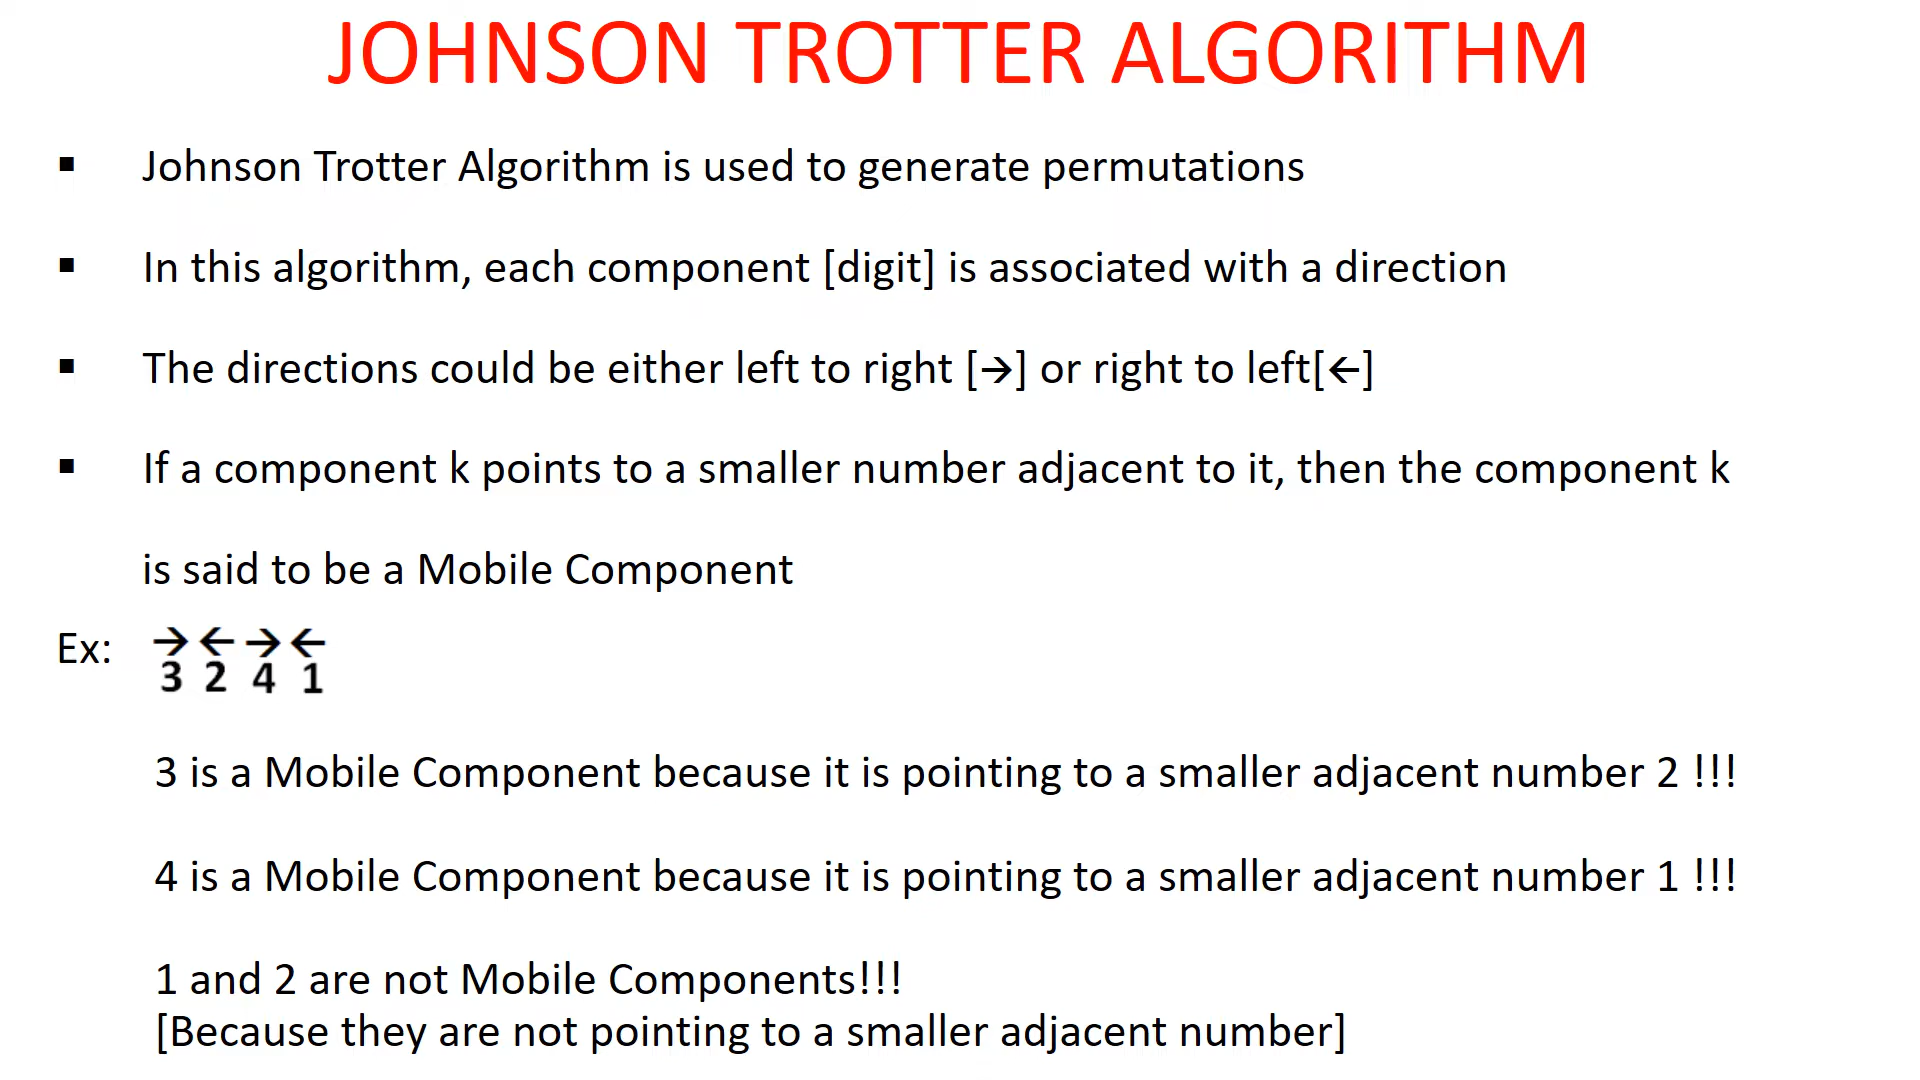 JOHNSON TROTTER ALGORITHM
▪ Johnson Trotter Algorithm is used to generate permutations
▪ In this algorithm, each component [digit] is associated with a direction
▪ The directions could be either left to right [→] or right to left[←]
▪ If a component k points to a smaller number adjacent to it, then the component k
is said to be a Mobile Component
Ex: → ← → ←
3 2 4 1
3 is a Mobile Component because it is pointing to a smaller adjacent number 2 !!!
4 is a Mobile Component because it is pointing to a smaller adjacent number 1 !!!
1 and 2 are not Mobile Components!!!
[Because they are not pointing to a smaller adjacent number]